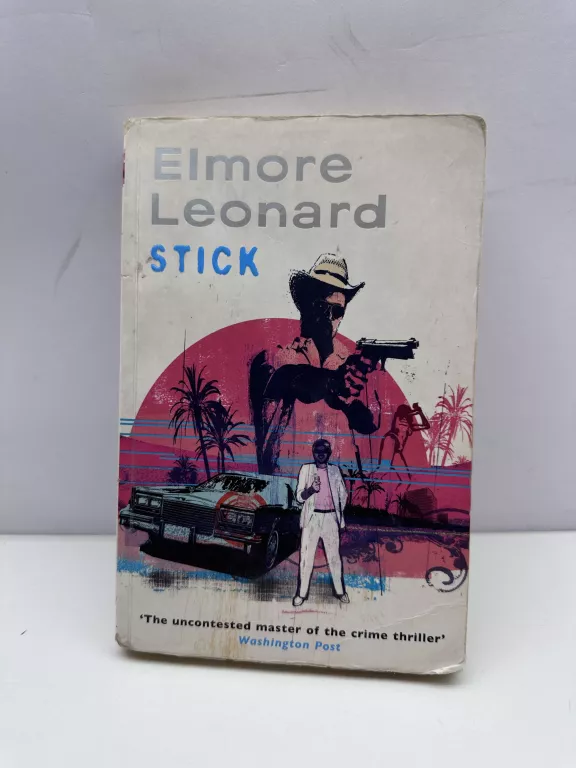 Elmore
Leonard
STICK
'The uncontested master of the crime thriller'
Washington Post